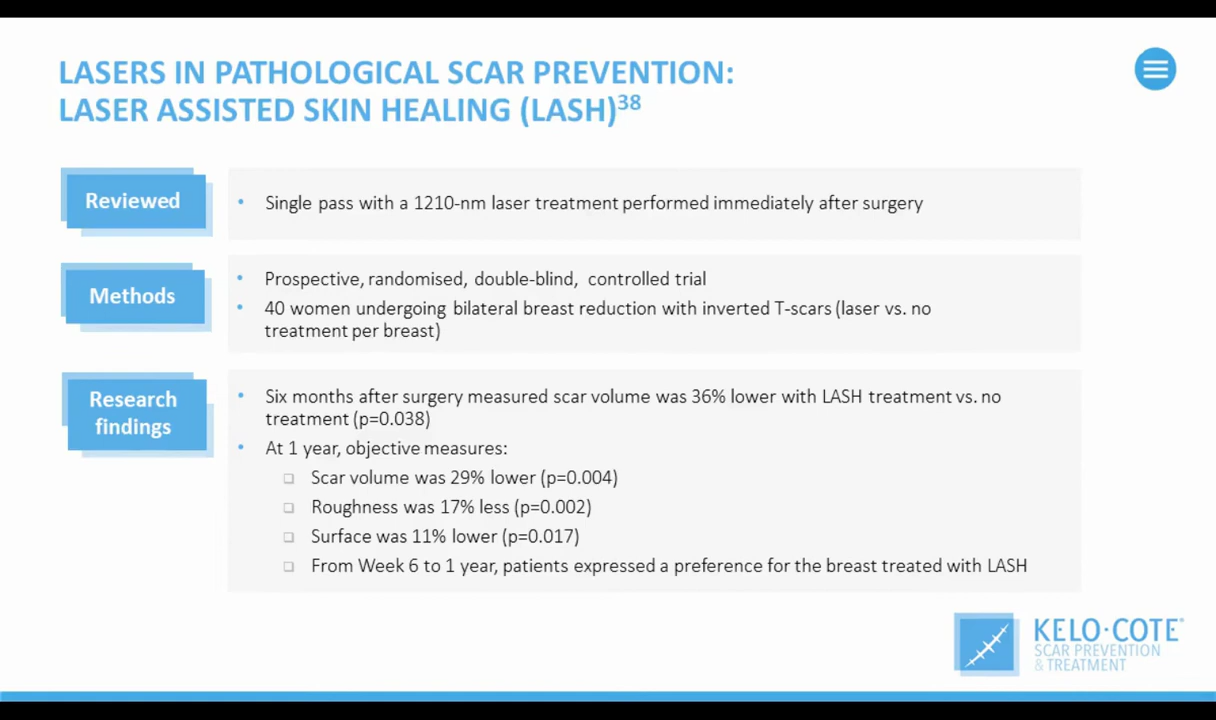 LASERS IN PATHOLOGICAL SCAR PREVENTION:
LASER ASSISTED SKIN HEALING (LASH)38
Reviewed
• Single pass with a 1210-nm laser treatment performed immediately after surgery
Methods
• Prospective, randomised, double-blind, controlled trial
• 40 women undergoing bilateral breast reduction with inverted T-scars (laser vs. no
treatment per breast)
Research
findings
• Six months after surgery measured scar volume was 36% lower with LASH treatment vs. no
treatment (p=0.038)
• At 1 year, objective measures:
❑ Scar volume was 29% lower (p=0.004)
❑ Roughness was 17% less (p=0.002)
❑ Surface was 11% lower (p=0.017)
❑ From Week 6 to 1 year, patients expressed a preference for the breast treated with LASH
KELO·COTE®
SCAR PREVENTION
& TREATMENT